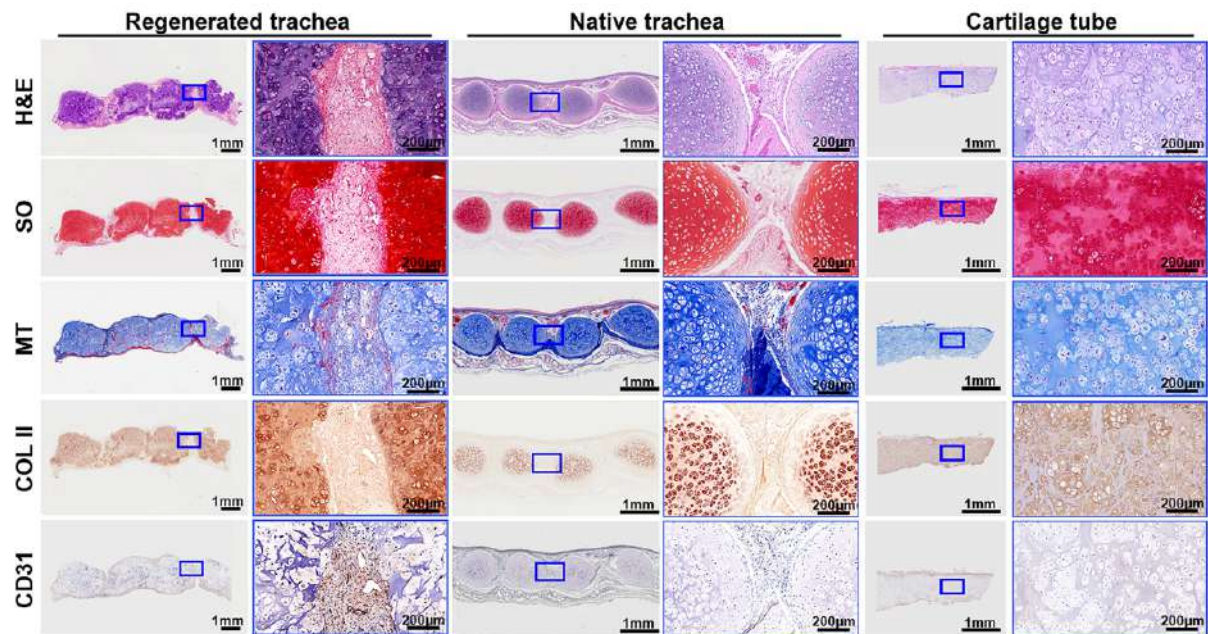 Regenerated trachea Native trachea Cartilage tube
H&E 1mm 200µm 1mm 200µm 1mm 200µm
SO 1mm 200µm 1mm 200µm 1mm 200µm
MT 1mm 200µm 1mm 200µm 1mm 200µm
COL II 1mm 200µm 1mm 200µm 1mm 200µm
CD31 1mm 200µm 1mm 200µm 1mm 200µm